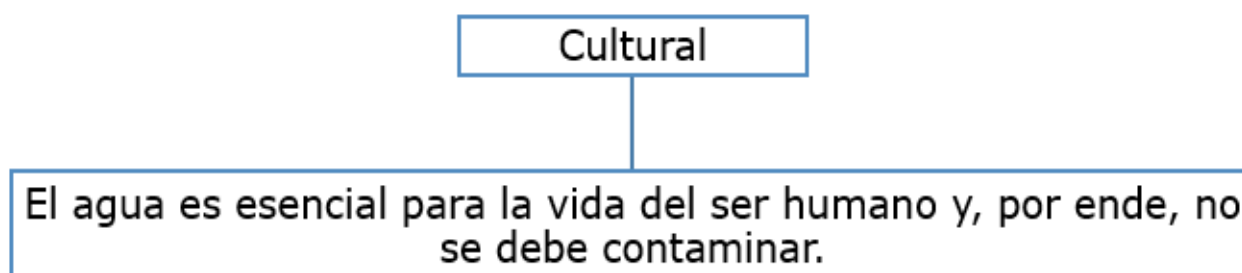 Cultural
El agua es esencial para la vida del ser humano y, por ende, no
se debe contaminar.